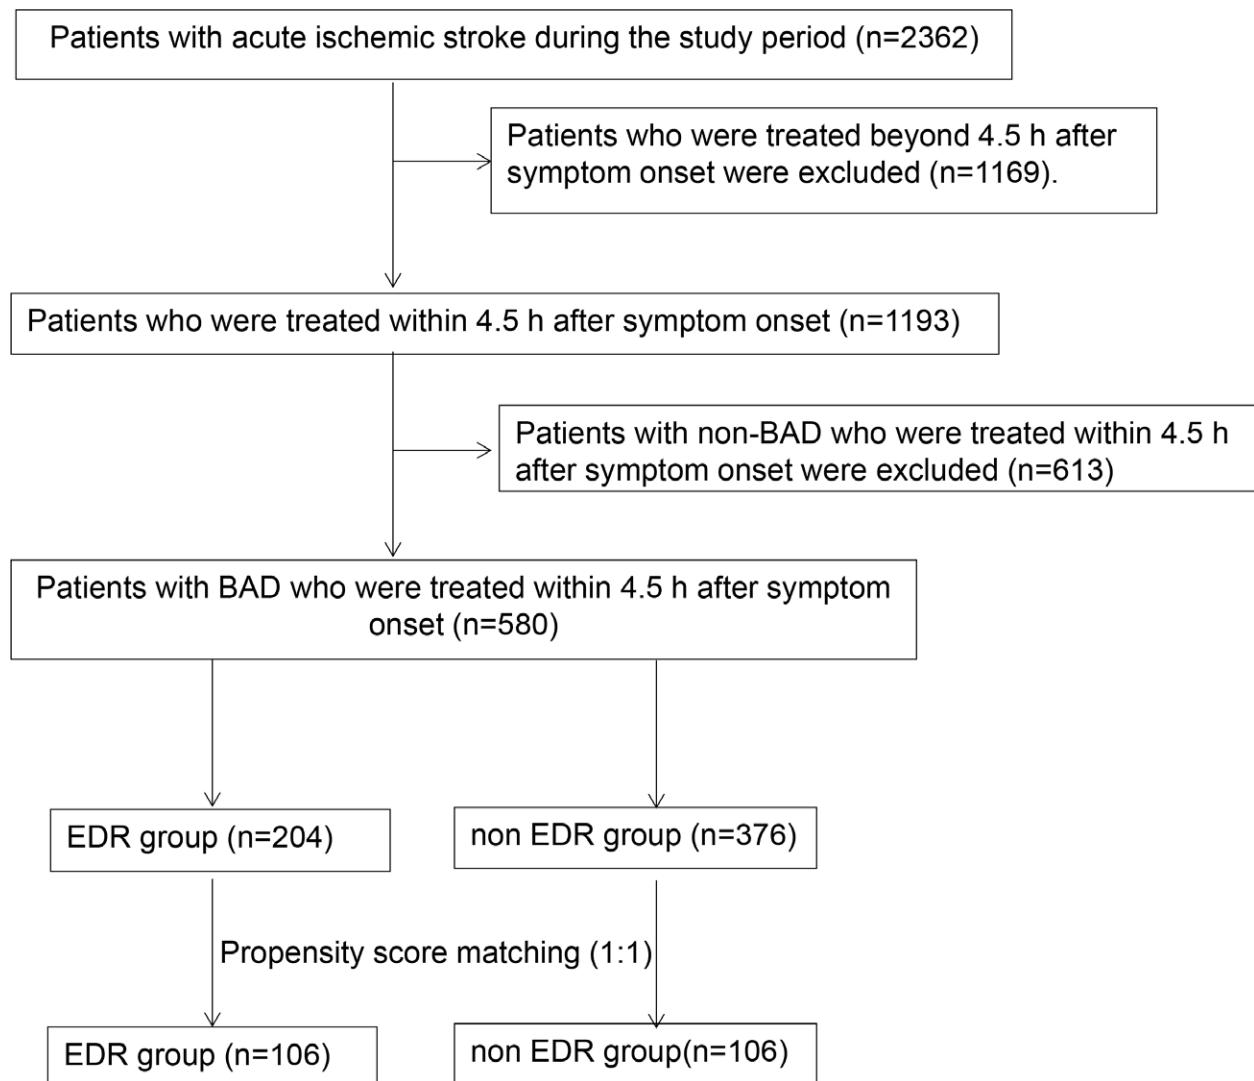 Patients with acute ischemic stroke during the study period (n=2362)
Patients who were treated beyond 4.5 h after
symptom onset were excluded (n=1169).
Patients who were treated within 4.5 h after symptom onset (n=1193)
Patients with non-BAD who were treated within 4.5 h
after symptom onset were excluded (n=613)
Patients with BAD who were treated within 4.5 h after symptom
onset (n=580)
EDR group (n=204)
non EDR group (n=376)
Propensity score matching (1:1)
EDR group (n=106)
non EDR group(n=106)